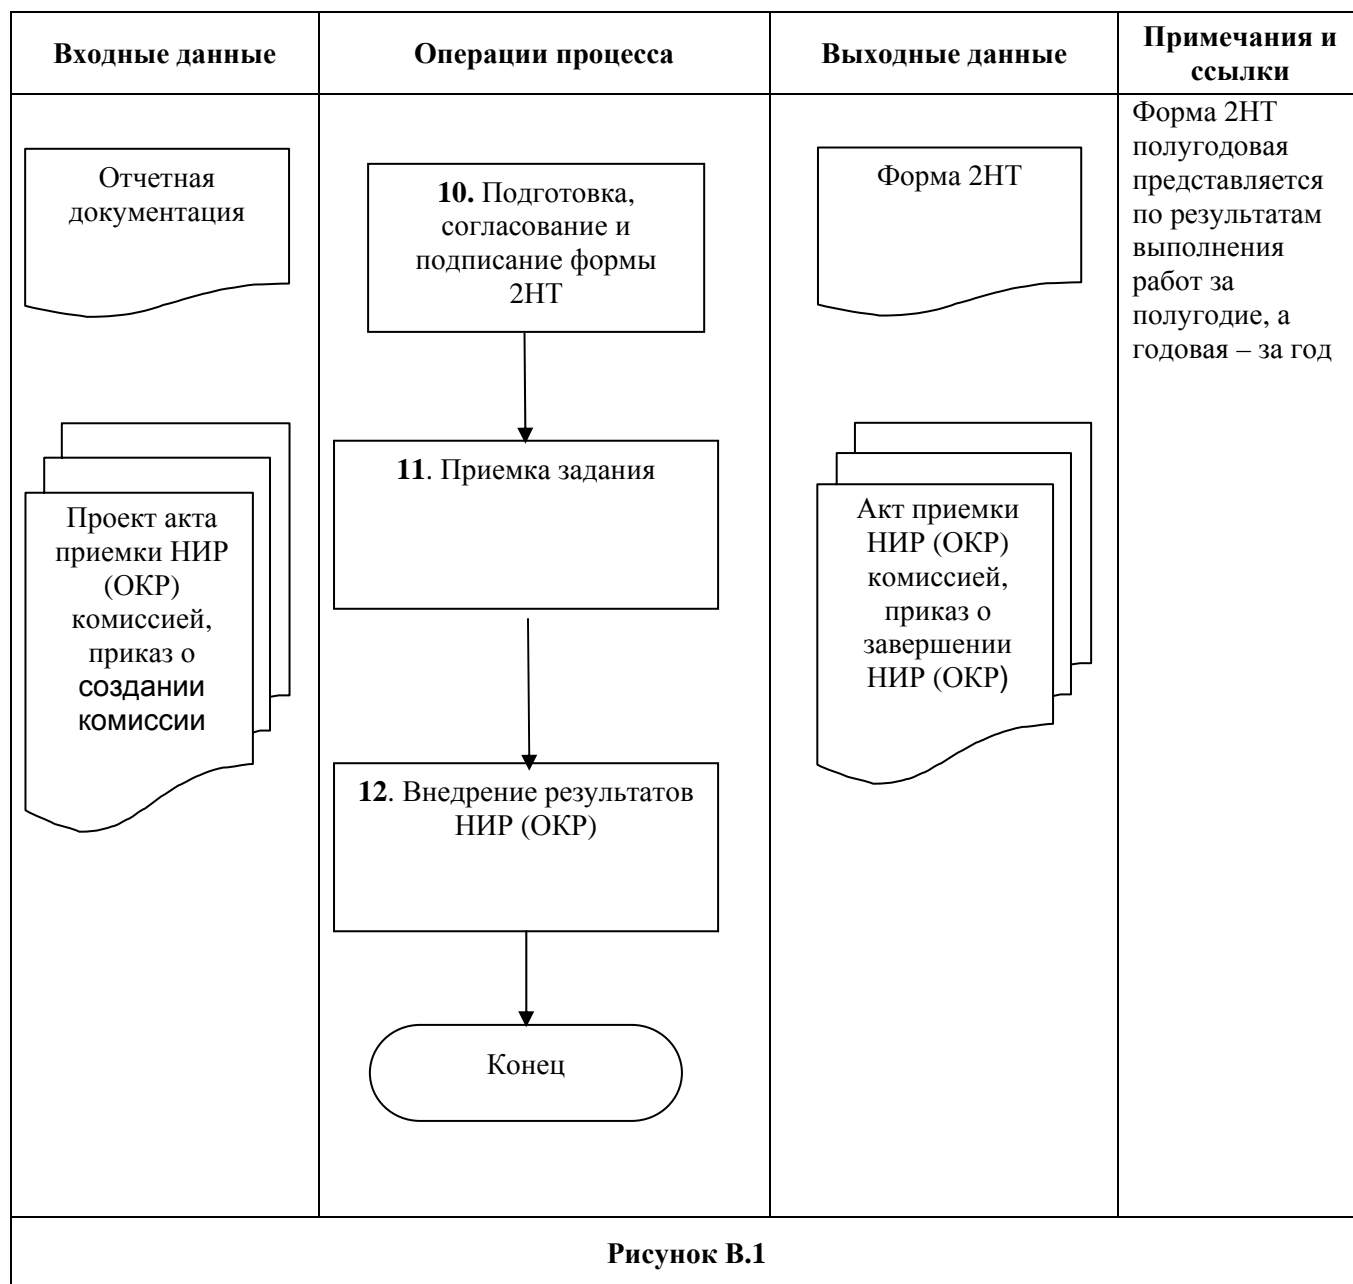 Входные данные
Операции процесса
Выходные данные
Примечания и
ссылки
Отчетная
документация
10. Подготовка,
согласование и
подписание формы
2НТ
Форма 2НТ
Форма 2НТ
полугодовая
представляется
по результатам
выполнения
работ за
полугодие, а
годовая – за год
Проект акта
приемки НИР
(ОКР)
комиссией,
приказ о
создании
комиссии
11. Приемка задания
Акт приемки
НИР (ОКР)
комиссией,
приказ о
завершении
НИР (ОКР)
12. Внедрение результатов
НИР (ОКР)
Конец
Рисунок В.1